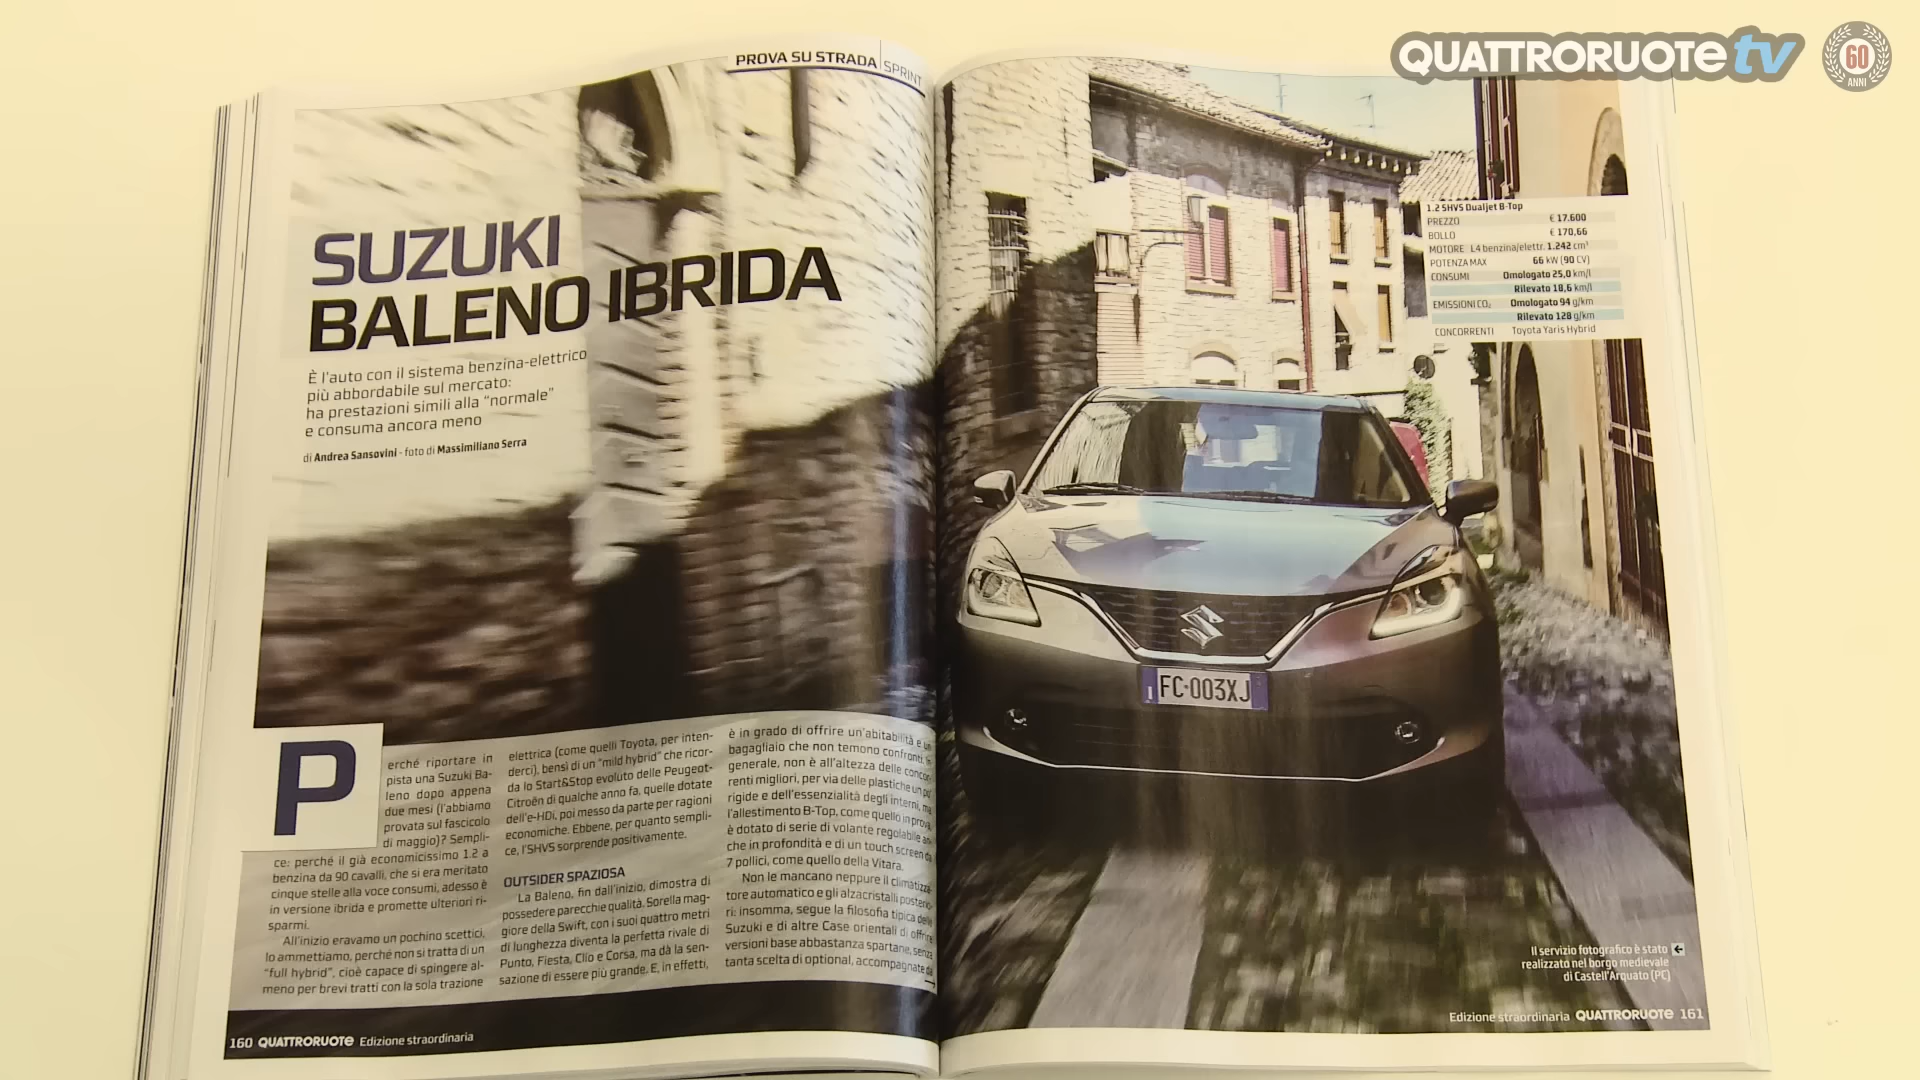 QUATTRORUOTE tv
60
ANNI
PROVA SU STRADA SPRINT
SUZUKI
BALENO IBRIDA
È l'auto con il sistema benzina-elettrico
più abbordabile sul mercato:
ha prestazioni simili alla "normale"
e consuma ancora meno
di Andrea Sansovini - foto di Massimiliano Serra
Perché riportare in
pista una Suzuki Ba-
leno dopo appena
due mesi (l'abbiamo
provata sul fascicolo
di maggio)? Sempli-
ce: perché il già economicissimo 1.2 a
benzina da 90 cavalli, che si era meritato
cinque stelle alla voce consumi, adesso è
in versione ibrida e promette ulteriori ri-
sparmi.
All'inizio eravamo un pochino scettici,
lo ammettiamo, perché non si tratta di un
"full hybrid", cioè capace di spingere al-
meno per brevi tratti con la sola trazione
elettrica (come quelli Toyota, per inten-
derci), bensì di un "mild hybrid" che ricor-
da lo Start&Stop evoluto delle Peugeot-
Citroën di qualche anno fa, quelle dotate
dell'e-HDi, poi messo da parte per ragioni
economiche. Ebbene, per quanto sempli-
ce, l'SHVS sorprende positivamente.
OUTSIDER SPAZIOSA
La Baleno, fin dall'inizio, dimostra di
possedere parecchie qualità. Sorella mag-
giore della Swift, con i suoi quattro metri
di lunghezza diventa la perfetta rivale di
Punto, Fiesta, Clio e Corsa, ma dà la sen-
sazione di essere più grande. E, in effetti,
è in grado di offrire un'abitabilità e un
bagagliaio che non temono confronti. In
generale, non è all'altezza delle concor-
renti migliori, per via delle plastiche un po'
rigide e dell'essenzialità degli interni, ma
l'allestimento B-Top, come quello in prova,
è dotato di serie di volante regolabile an-
che in profondità e di un touch screen da
7 pollici, come quello della Vitara.
Non le mancano neppure il climatizza-
tore automatico e gli alzacristalli posterio-
ri: insomma, segue la filosofia tipica delle
Suzuki e di altre Case orientali di offrire
versioni base abbastanza spartane, senza
tanta scelta di optional, accompagnate da
160 QUATTRORUOTE Edizione straordinaria
1.2 SHVS Dualjet B-Top
PREZZO € 17.600
BOLLO € 170,66
MOTORE L4 benzina/elettr. 1.242 cm³
POTENZA MAX 66 kW (90 CV)
CONSUMI Omologato 25,0 km/l
Rilevato 18,6 km/l
EMISSIONI CO₂ Omologato 94 g/km
Rilevato 128 g/km
CONCORRENTI Toyota Yaris Hybrid
I FC·003XJ
Il servizio fotografico è stato
realizzato nel borgo medievale
di Castell'Arquato (PC)
Edizione straordinaria QUATTRORUOTE 161